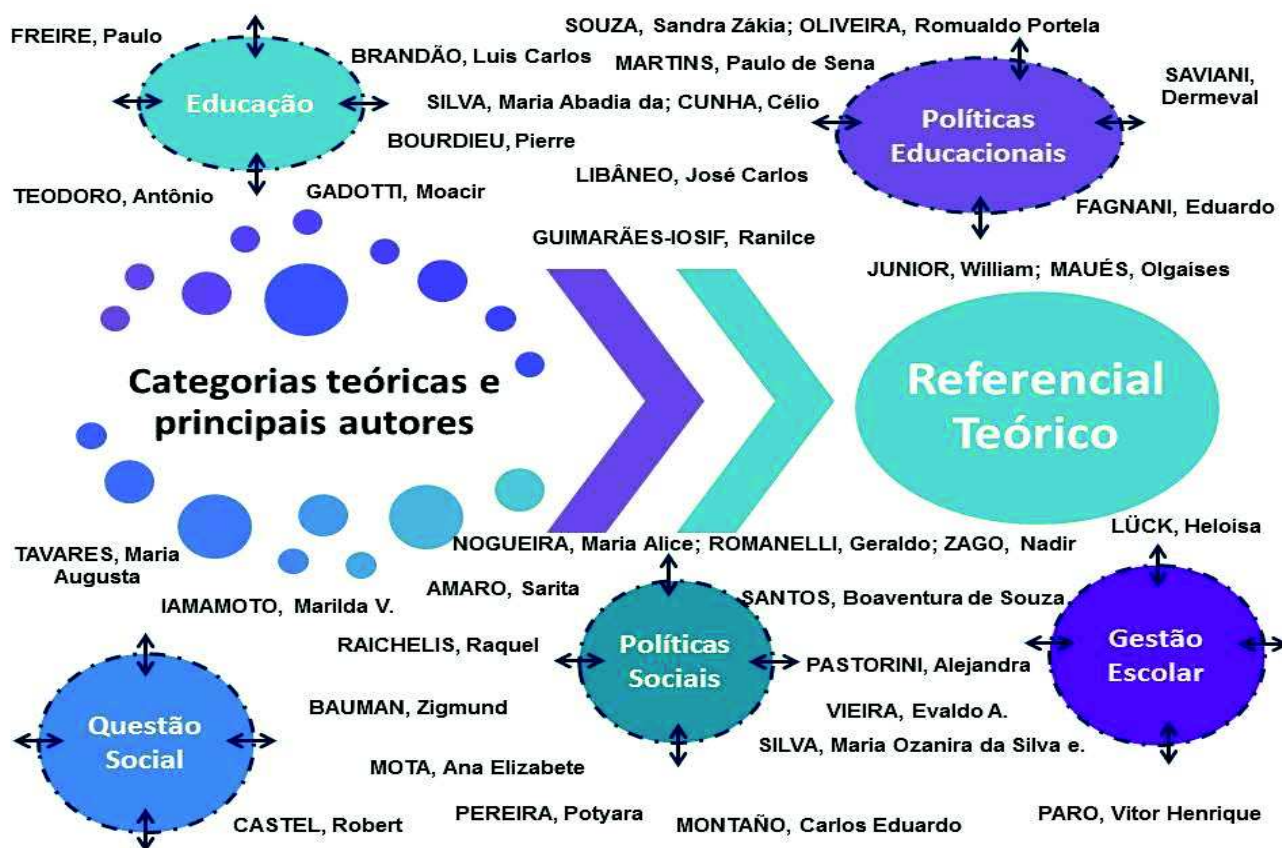 FREIRE, Paulo
Educação
BRANDÃO, Luis Carlos
SOUZA, Sandra Zákia; OLIVEIRA, Romualdo Portela
MARTINS, Paulo de Sena
SILVA, Maria Abadia da; CUNHA, Célio
BOURDIEU, Pierre
Políticas
Educacionais
SAVIANI,
Dermeval
TEODORO, Antônio
GADOTTI, Moacir
LIBÂNEO, José Carlos
FAGNANI, Eduardo
GUIMARÃES-IOSIF, Ranilce
JUNIOR, William; MAUÉS, Olgaíses
Categorias teóricas e
principais autores
Referencial
Teórico
TAVARES, Maria
Augusta
IAMAMOTO, Marilda V.
NOGUEIRA, Maria Alice; ROMANELLI, Geraldo; ZAGO, Nadir
LÜCK, Heloisa
AMARO, Sarita
SANTOS, Boaventura de Souza.
RAICHELIS, Raquel
Políticas
Sociais
PASTORINI, Alejandra
Gestão
Escolar
Questão
Social
BAUMAN, Zigmund
VIEIRA, Evaldo A.
SILVA, Maria Ozanira da Silva e.
MOTA, Ana Elizabete
CASTEL, Robert
PEREIRA, Potyara
MONTAÑO, Carlos Eduardo
PARO, Vitor Henrique